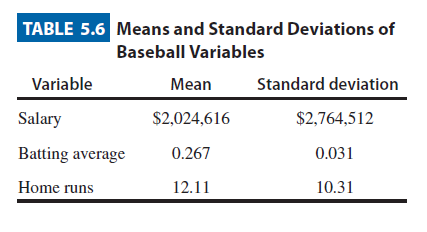 TABLE 5.6 Means and Standard Deviations of
Baseball Variables
Variable Mean Standard deviation
Salary $2,024,616 $2,764,512
Batting average 0.267 0.031
Home runs 12.11 10.31